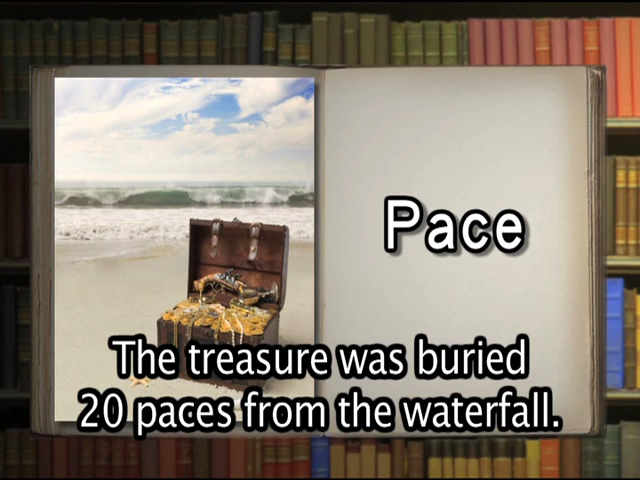 Pace
The treasure was buried
20 paces from the waterfall.